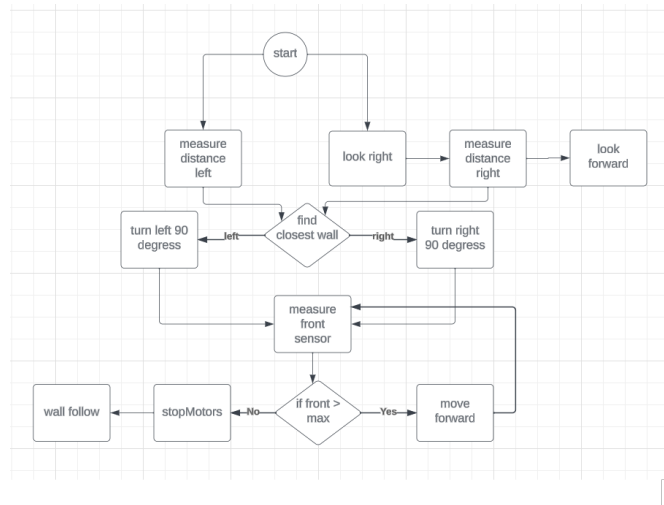 start
measure
distance
left
look right
measure
distance
right
look
forward
turn left 90
degress
left
find
closest wall
right
turn right
90 degress
measure
front
sensor
wall follow
stopMotors
No
if front >
max
Yes
move
forward